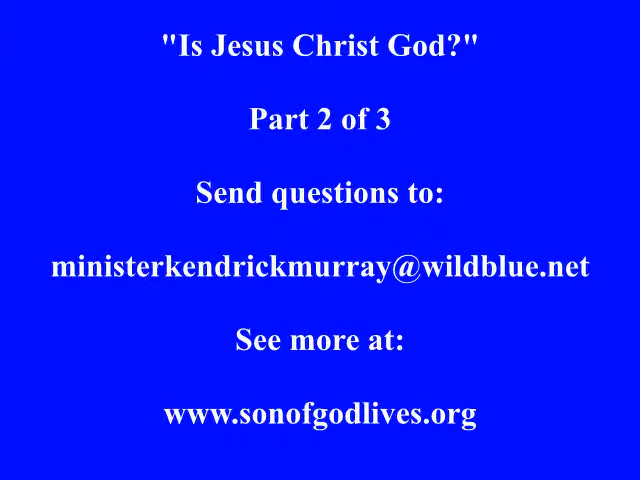 "Is Jesus Christ God?"
Part 2 of 3
Send questions to:
ministerkendrickmurray@wildblue.net
See more at:
www.sonofgodlives.org